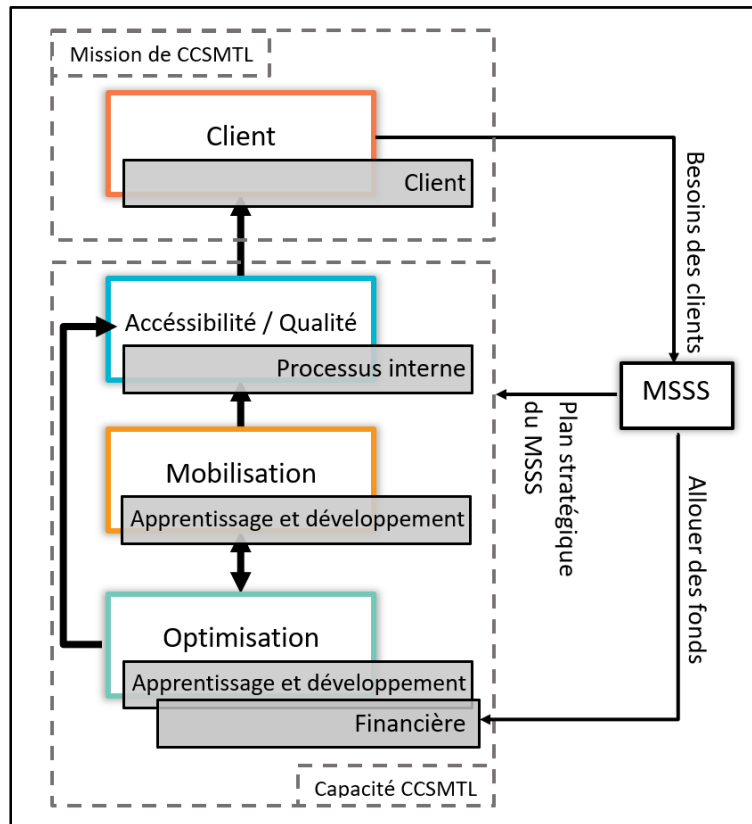 Mission de CCSMTL
Client
Client
Accéssibilité / Qualité
Processus interne
Mobilisation
Apprentissage et développement
Optimisation
Apprentissage et développement
Financière
Capacité CCSMTL
Besoins des clients
MSSS
Plan stratégique
du MSSS
Allouer des fonds